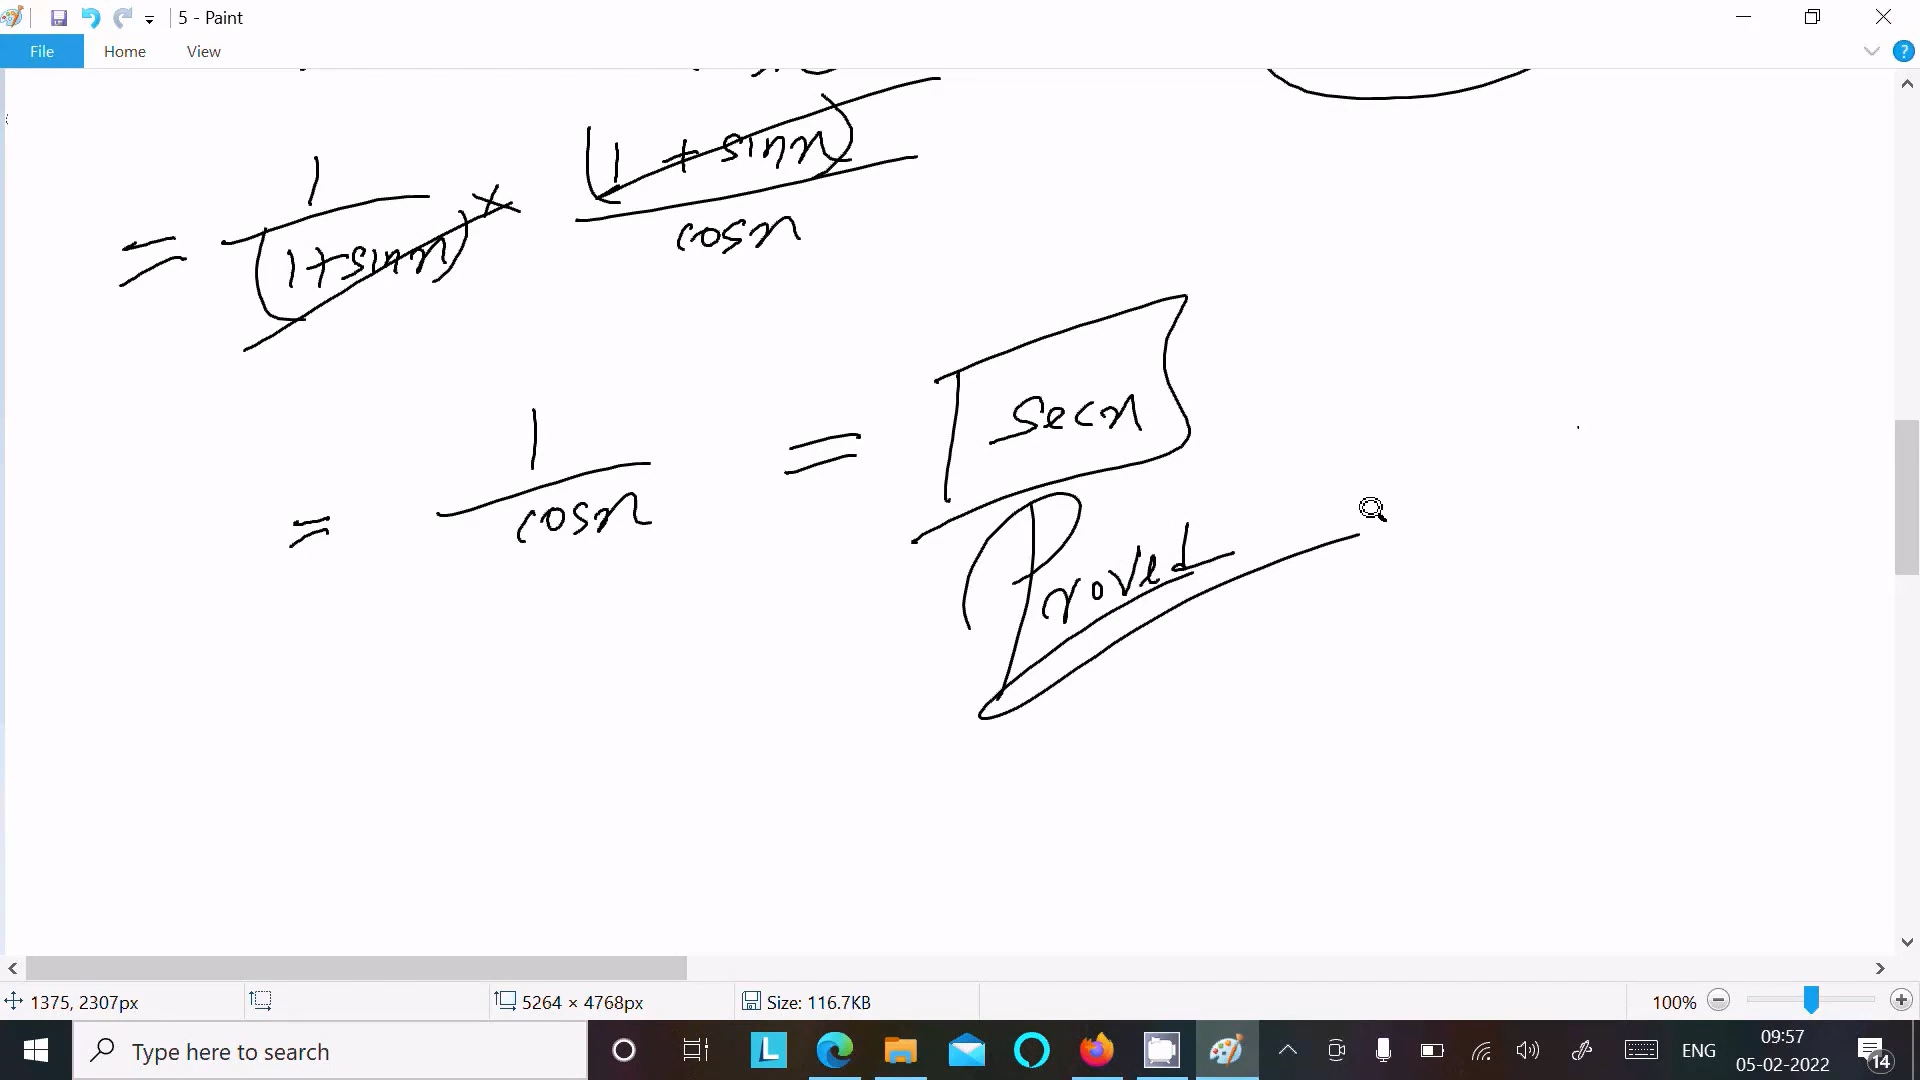 5 - Paint
File Home View
= 1/(1+sinx) × (1 + sinx)/cosx
= 1/cosx = secx
Proved
1375, 2307px 5264 × 4768px Size: 116.7KB 100%
Type here to search
L
ENG
09:57
05-02-2022
14